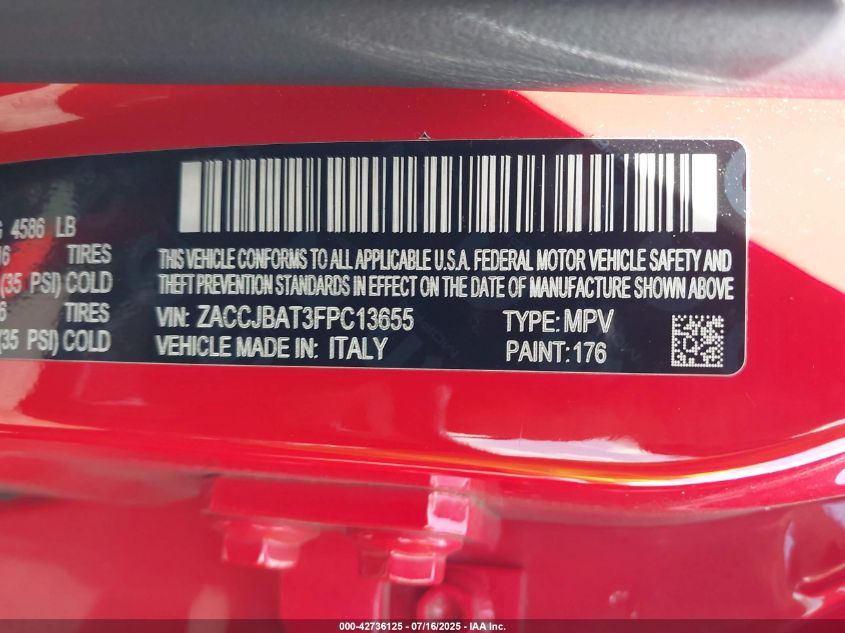 G 4586 LB
16 TIRES
(35 PSI) COLD
6 TIRES
(35 PSI) COLD
THIS VEHICLE CONFORMS TO ALL APPLICABLE U.S.A. FEDERAL MOTOR VEHICLE SAFETY AND
THEFT PREVENTION STANDARDS IN EFFECT ON THE DATE OF MANUFACTURE SHOWN ABOVE
VIN: ZACCJBAT3FPC13655 TYPE: MPV
VEHICLE MADE IN: ITALY PAINT: 176
000-42736125 - 07/16/2025 - IAA Inc.